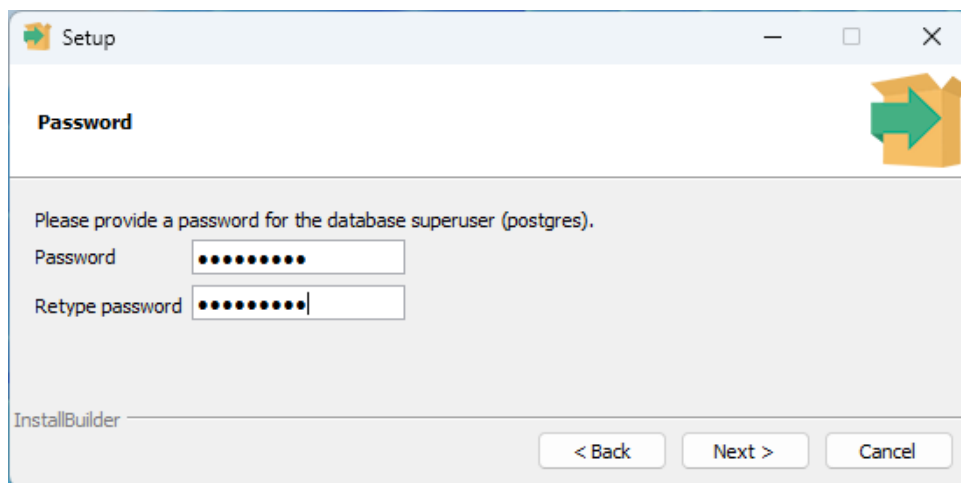 Setup
Password
Please provide a password for the database superuser (postgres).
Password •••••••••
Retype password •••••••••
InstallBuilder
< Back Next > Cancel